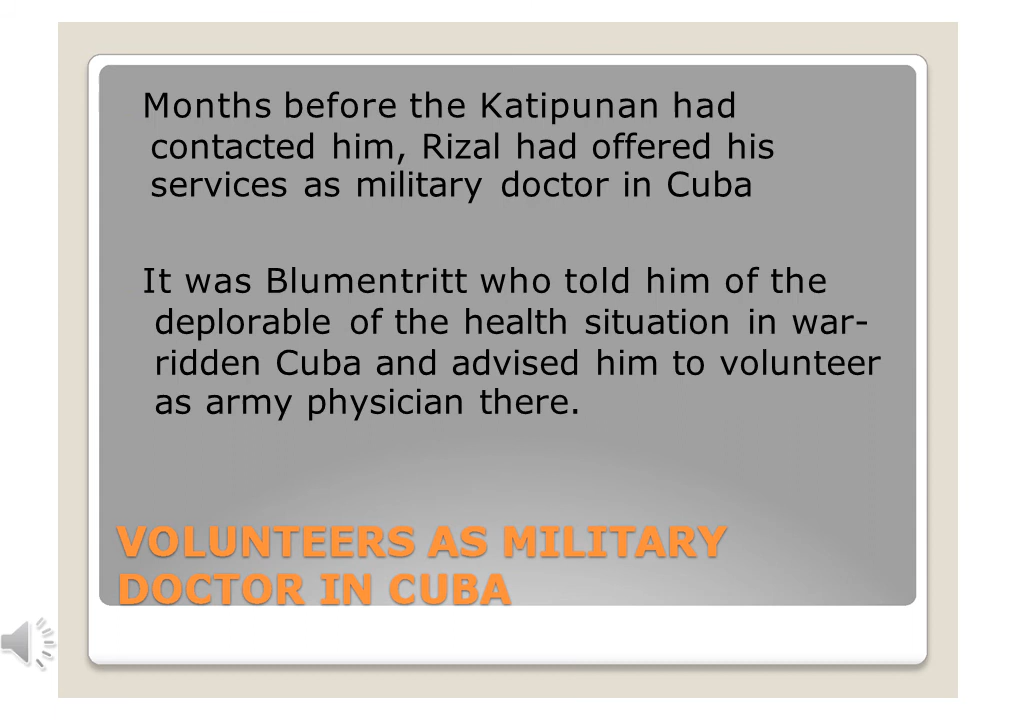 Months before the Katipunan had
contacted him, Rizal had offered his
services as military doctor in Cuba
It was Blumentritt who told him of the
deplorable of the health situation in war-
ridden Cuba and advised him to volunteer
as army physician there.
VOLUNTEERS AS MILITARY
DOCTOR IN CUBA